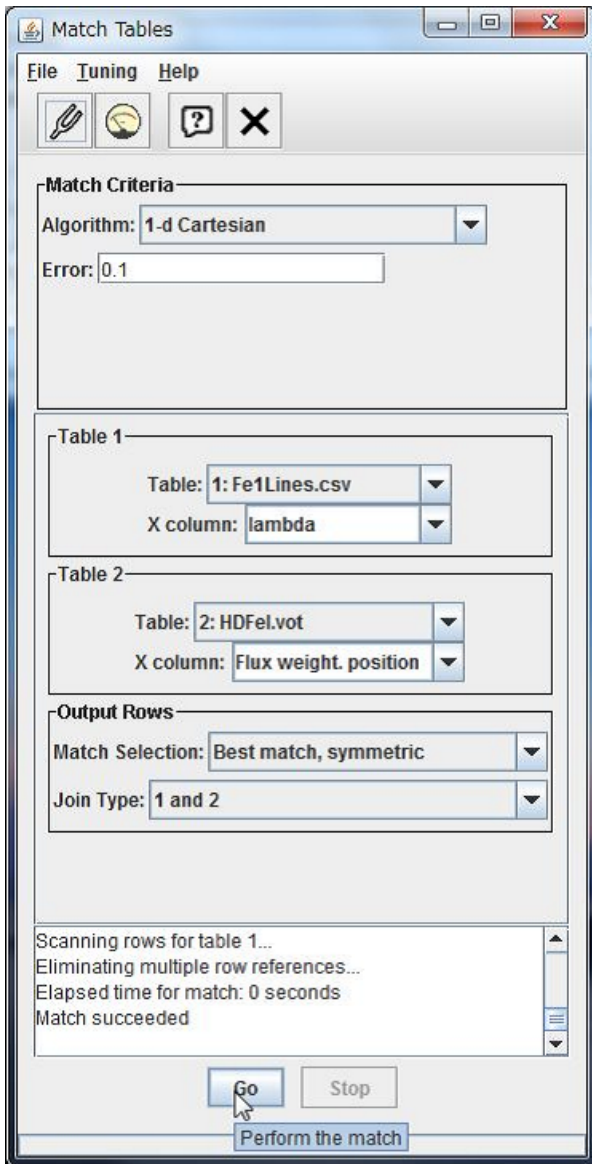 Match Tables
File Tuning Help
Match Criteria
Algorithm: 1-d Cartesian
Error: 0.1
Table 1
Table: 1: Fe1Lines.csv
X column: lambda
Table 2
Table: 2: HDFeI.vot
X column: Flux weight. position
Output Rows
Match Selection: Best match, symmetric
Join Type: 1 and 2
Scanning rows for table 1...
Eliminating multiple row references...
Elapsed time for match: 0 seconds
Match succeeded
Go Stop
Perform the match